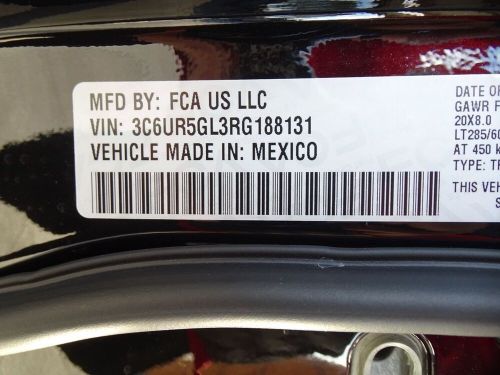 MFD BY: FCA US LLC
VIN: 3C6UR5GL3RG188131
VEHICLE MADE IN: MEXICO
DATE OF
GAWR F
20X8.0
LT285/60
AT 450 k
TYPE: TR
THIS VEH
S